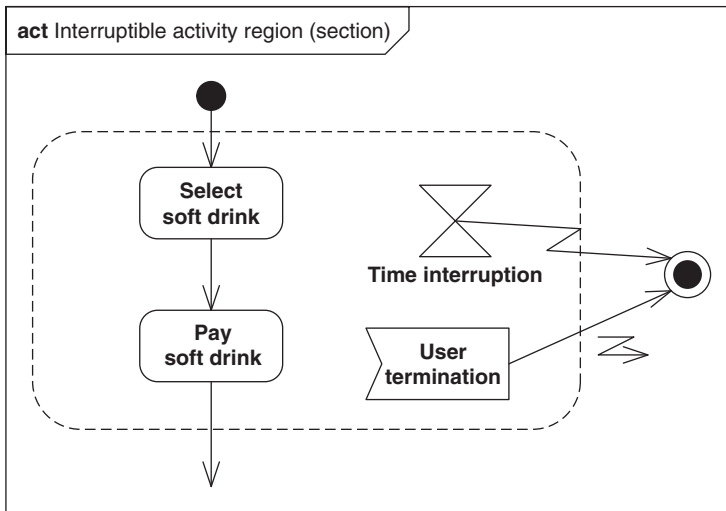 act Interruptible activity region (section)
Select
soft drink
Time interruption
Pay
soft drink
User
termination